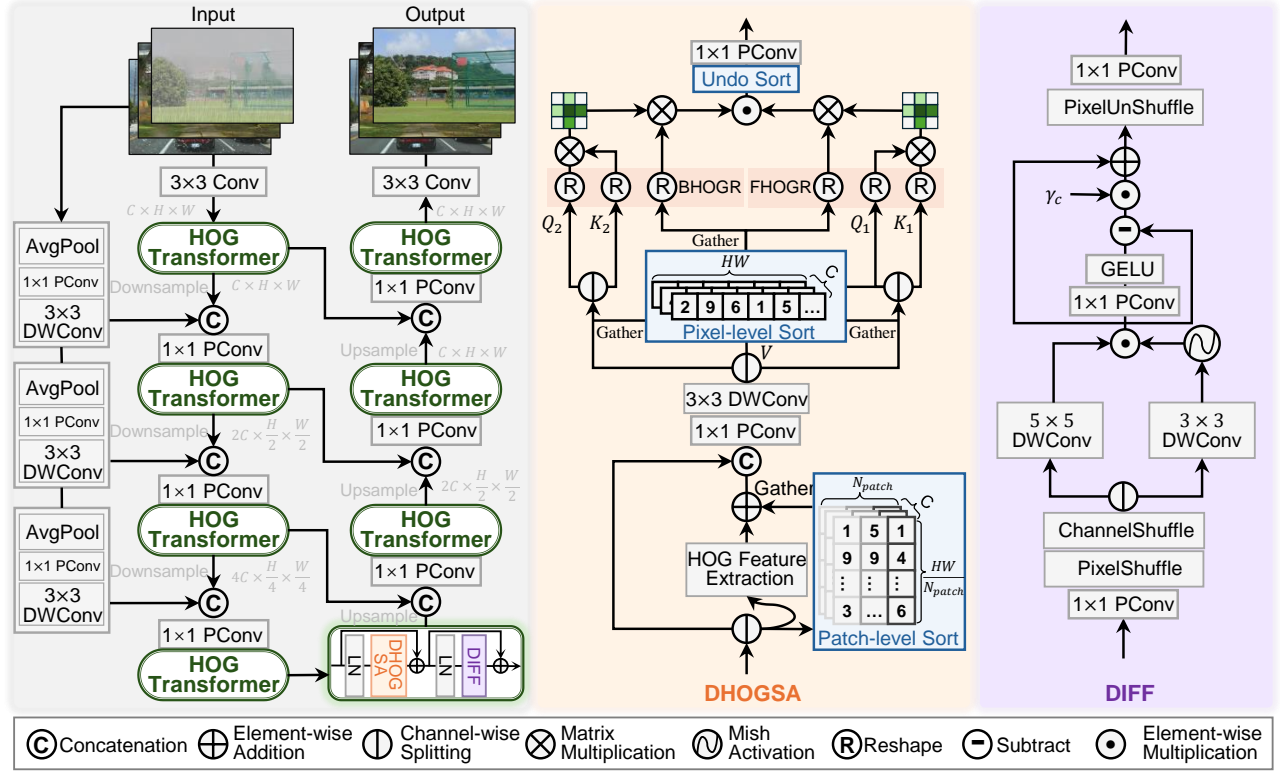 Input
Output
3×3 Conv
3×3 Conv
C × H × W
C × H × W
HOG
Transformer
HOG
Transformer
AvgPool
1×1 PConv
3×3
DWConv
Downsample
C × H × W
1×1 PConv
C
C
1×1 PConv
Upsample
C × H × W
HOG
Transformer
HOG
Transformer
AvgPool
1×1 PConv
3×3
DWConv
Downsample
2C × H/2 × W/2
1×1 PConv
C
C
1×1 PConv
Upsample
2C × H/2 × W/2
HOG
Transformer
HOG
Transformer
AvgPool
1×1 PConv
3×3
DWConv
Downsample
4C × H/4 × W/4
1×1 PConv
C
C
1×1 PConv
Upsample
HOG
Transformer
LN
DHOG
SA
LN
DIFF
1×1 PConv
Undo Sort
R
R
R
BHOGR
FHOGR
R
R
R
Q₂
K₂
Q₁
K₁
Gather
HW
C
2 9 6 1 5 ...
Pixel-level Sort
Gather
Gather
V
3×3 DWConv
1×1 PConv
C
Gather
N_patch
C
1 5 1
9 9 4
⋮ ⋮ ⋮
3 ... 6
HW/N_patch
Patch-level Sort
HOG Feature
Extraction
DHOGSA
1×1 PConv
PixelUnShuffle
γ_c
GELU
1×1 PConv
5 × 5
DWConv
3 × 3
DWConv
ChannelShuffle
PixelShuffle
1×1 PConv
DIFF
C Concatenation
Element-wise
Addition
Channel-wise
Splitting
Matrix
Multiplication
Mish
Activation
R Reshape
Subtract
Element-wise
Multiplication